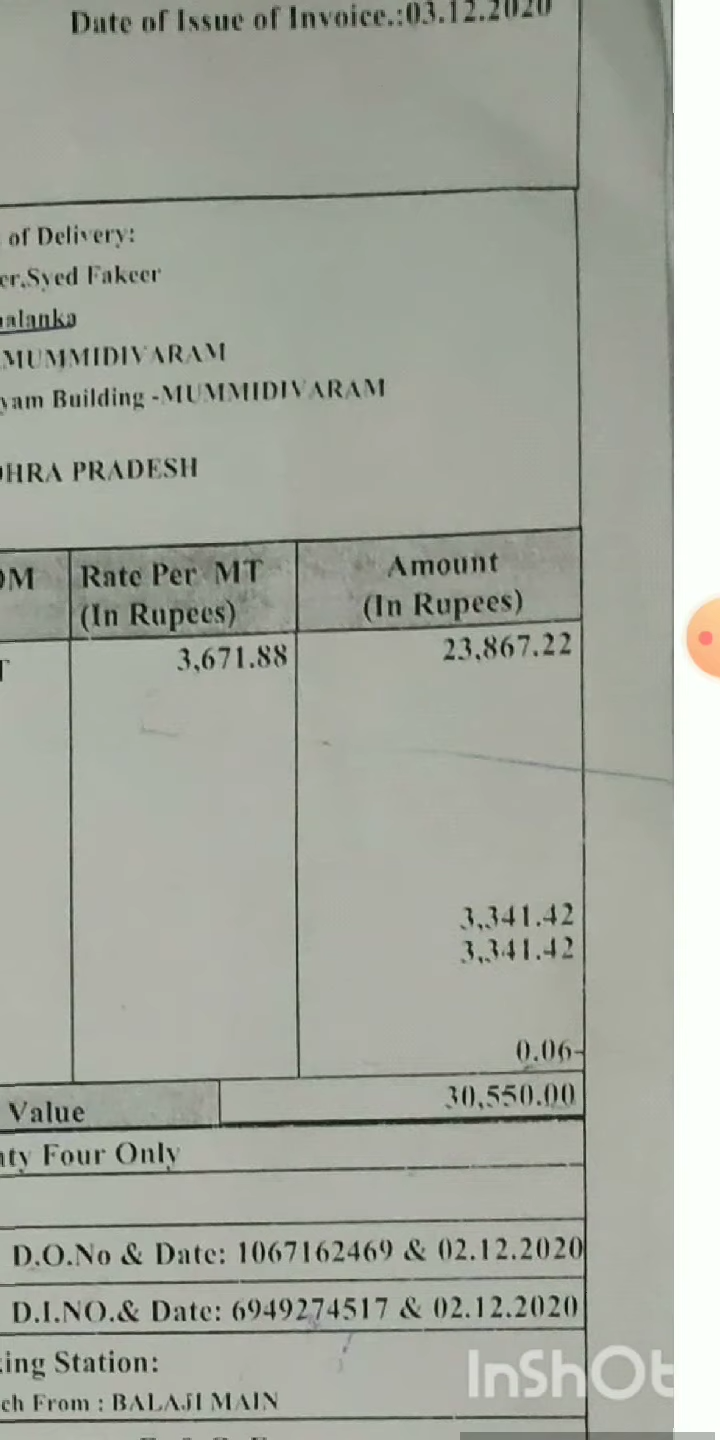 Date of Issue of Invoice.:03.12.2020
of Delivery:
er,Syed Fakeer
alanka
MUMMIDIVARAM
yam Building -MUMMIDIVARAM
HRA PRADESH
M Rate Per MT Amount
(In Rupees) (In Rupees)
T 3,671.88 23,867.22
3,341.42
3,341.42
0.06-
Value 30,550.00
nty Four Only
D.O.No & Date: 1067162469 & 02.12.2020
D.I.NO.& Date: 6949274517 & 02.12.2020
ing Station:
ch From : BALAJI MAIN
InShOt